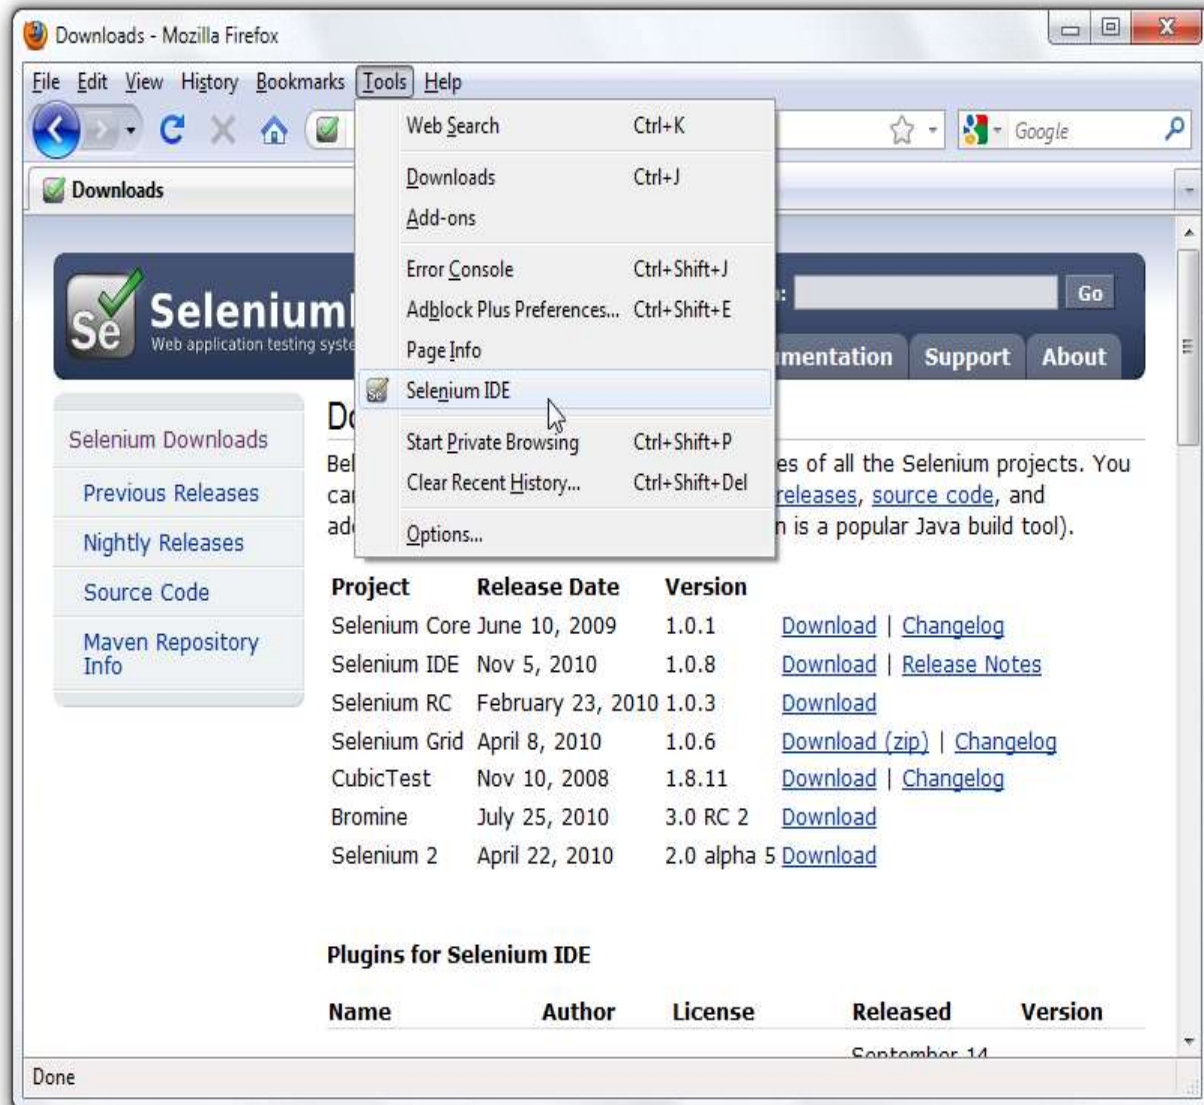 Downloads - Mozilla Firefox
File Edit View History Bookmarks Tools Help
Google
Downloads
Web Search Ctrl+K
Downloads Ctrl+J
Add-ons
Error Console Ctrl+Shift+J
Adblock Plus Preferences... Ctrl+Shift+E
Page Info
Selenium IDE
Start Private Browsing Ctrl+Shift+P
Clear Recent History... Ctrl+Shift+Del
Options...
Se Selenium
Go
Web application testing
Support About
Selenium Downloads
Previous Releases
Nightly Releases
Source Code
Maven Repository
Info
of all the Selenium projects. You
releases, source code, and
is a popular Java build tool).
Project Release Date Version
Selenium Core June 10, 2009 1.0.1 Download | Changelog
Selenium IDE Nov 5, 2010 1.0.8 Download | Release Notes
Selenium RC February 23, 2010 1.0.3 Download
Selenium Grid April 8, 2010 1.0.6 Download (zip) | Changelog
CubicTest Nov 10, 2008 1.8.11 Download | Changelog
Bromine July 25, 2010 3.0 RC 2 Download
Selenium 2 April 22, 2010 2.0 alpha 5 Download
Plugins for Selenium IDE
Name Author License Released Version
September 14
Done